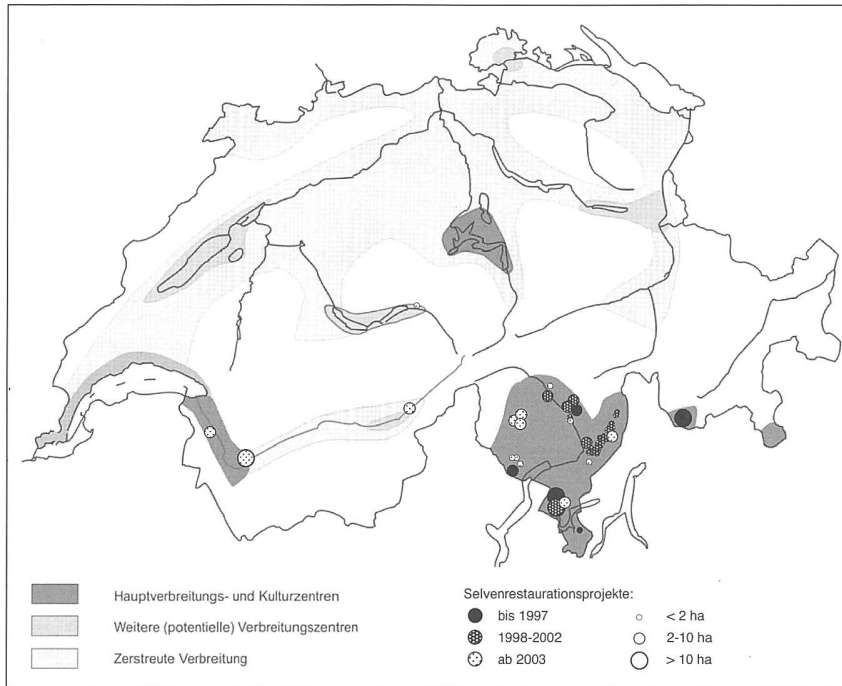 Hauptverbreitungs- und Kulturzentren
Weitere (potentielle) Verbreitungszentren
Zerstreute Verbreitung
Selvenrestaurationsprojekte:
bis 1997
1998-2002
ab 2003
< 2 ha
2-10 ha
> 10 ha